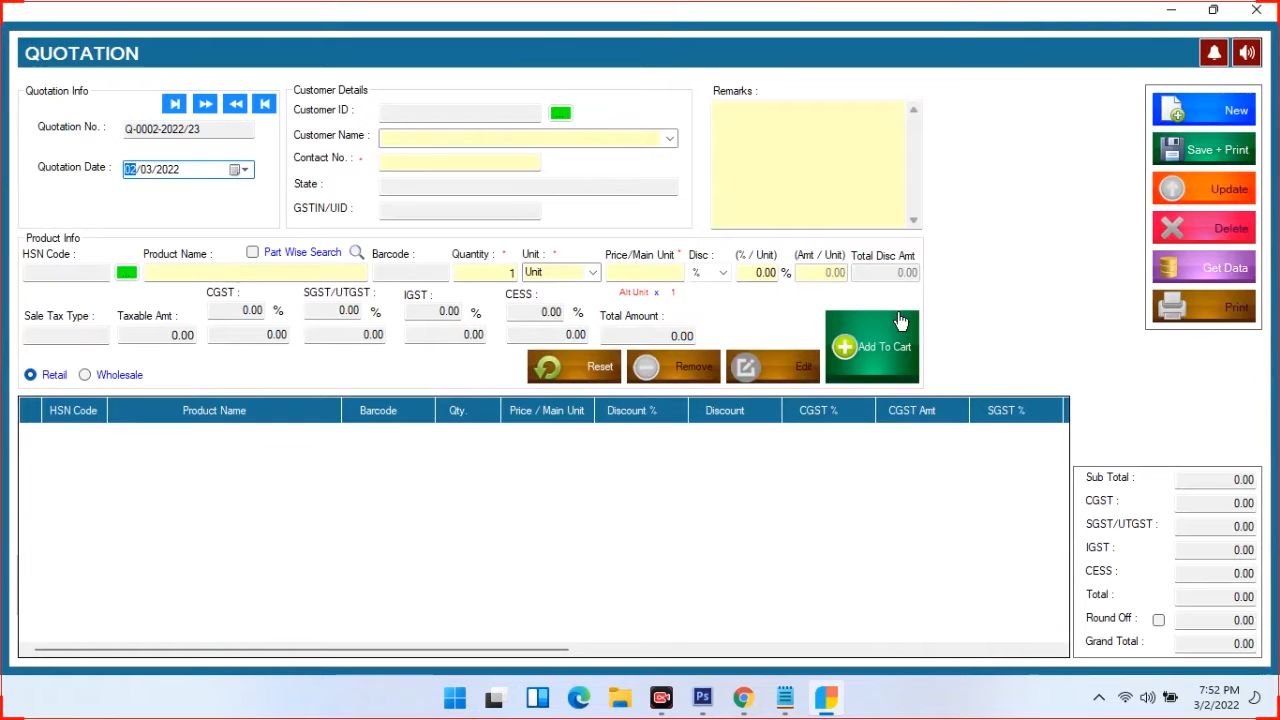 QUOTATION
Quotation Info
Quotation No. : Q-0002-2022/23
Quotation Date : 02/03/2022
Customer Details
Customer ID :
...
Customer Name :
Contact No. : *
State :
GSTIN/UID :
Remarks :
New
Save + Print
Update
Delete
Get Data
Print
Product Info
HSN Code : Product Name : Part Wise Search Barcode : Quantity : * Unit : * Price/Main Unit * Disc : (% / Unit) (Amt / Unit) Total Disc Amt
... 1 Unit % 0.00 % 0.00 0.00
Alt Unit x 1
CGST : SGST/UTGST : IGST : CESS :
0.00 % 0.00 % 0.00 % 0.00 %
Sale Tax Type : Taxable Amt : Total Amount :
0.00 0.00 0.00 0.00 0.00 0.00
Add To Cart
Reset Remove Edit
Retail Wholesale
HSN Code Product Name Barcode Qty. Price / Main Unit Discount % Discount CGST % CGST Amt SGST %
Sub Total : 0.00
CGST : 0.00
SGST/UTGST : 0.00
IGST : 0.00
CESS : 0.00
Total : 0.00
Round Off : 0.00
Grand Total : 0.00
Ps
7:52 PM
3/2/2022